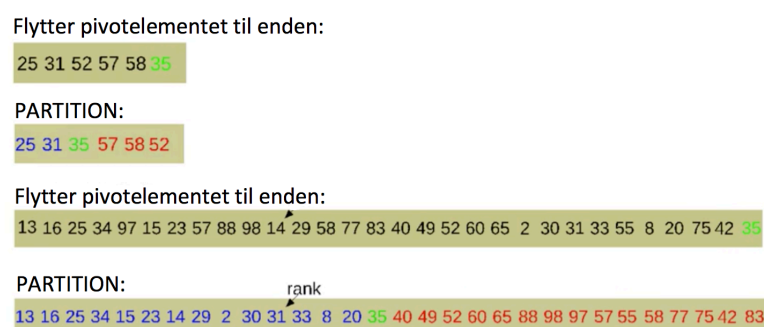 Flytter pivotelementet til enden:
25 31 52 57 58 35
PARTITION:
25 31 35 57 58 52
Flytter pivotelementet til enden:
13 16 25 34 97 15 23 57 88 98 14 29 58 77 83 40 49 52 60 65 2 30 31 33 55 8 20 75 42 35
PARTITION:
rank
13 16 25 34 15 23 14 29 2 30 31 33 8 20 35 40 49 52 60 65 88 98 97 57 55 58 77 75 42 83